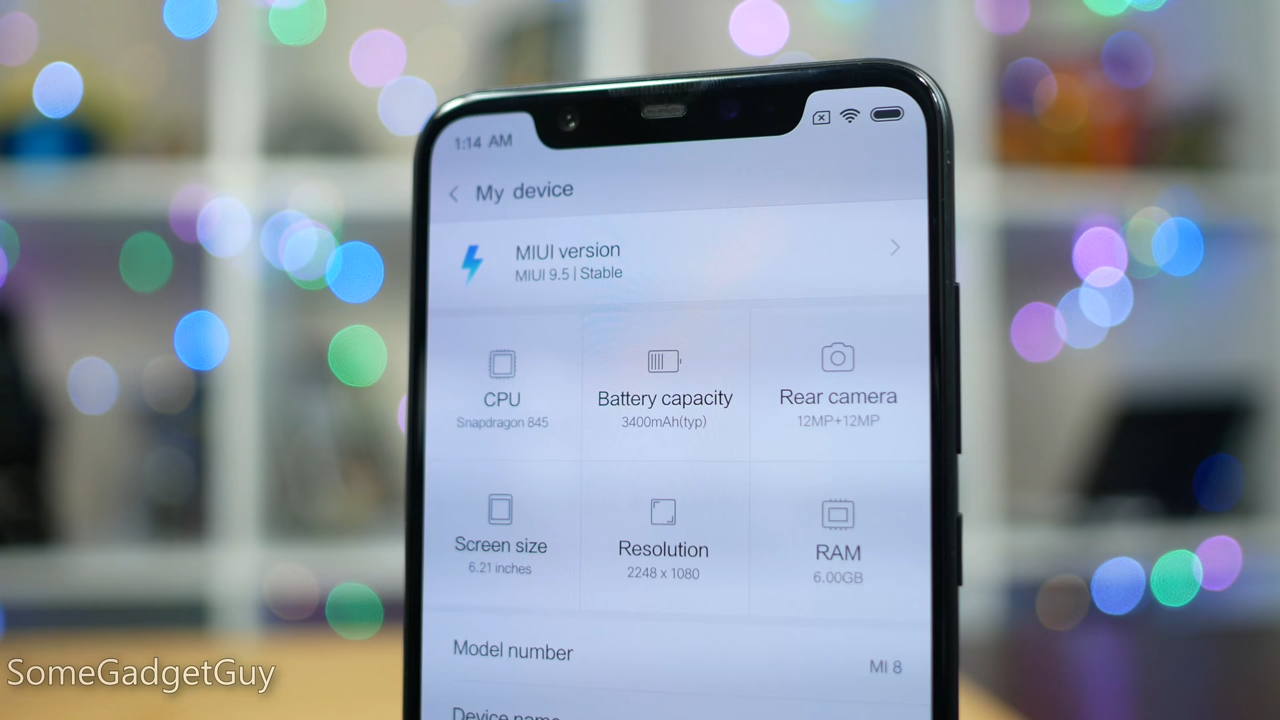 1:14 AM
My device
MIUI version
MIUI 9.5 | Stable
CPU
Snapdragon 845
Battery capacity
3400mAh(typ)
Rear camera
12MP+12MP
Screen size
6.21 inches
Resolution
2248 x 1080
RAM
6.00GB
Model number
MI 8
Device name
SomeGadgetGuy